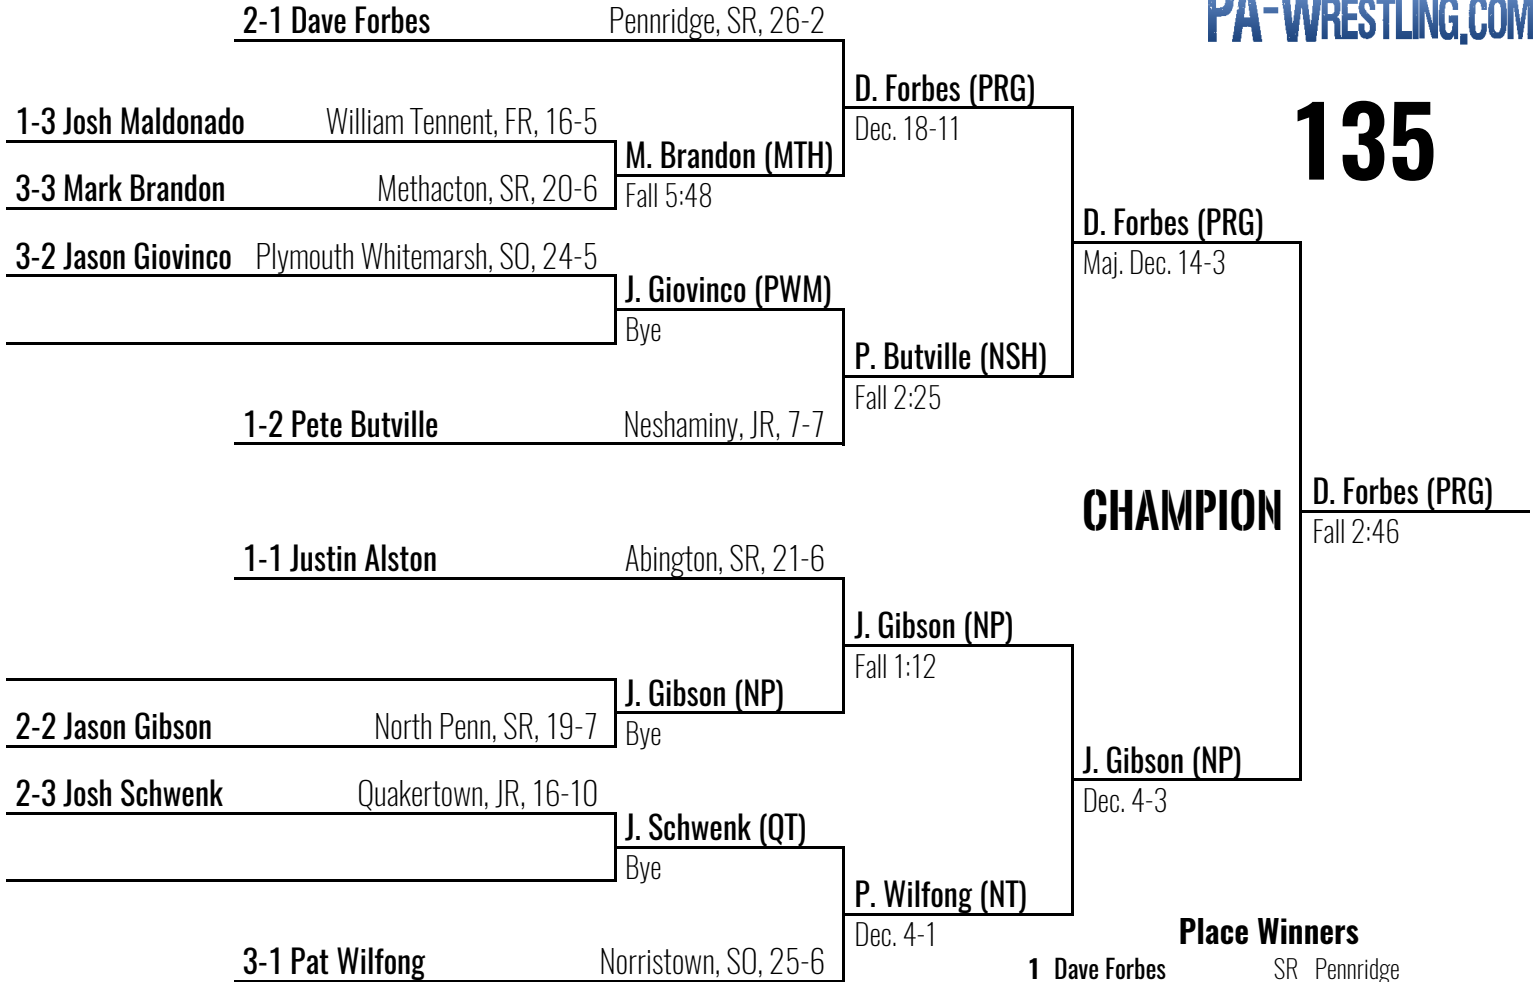 2-1 Dave Forbes Pennridge, SR, 26-2
PA-WRESTLING.COM
D. Forbes (PRG)
Dec. 18-11
135
1-3 Josh Maldonado William Tennent, FR, 16-5
M. Brandon (MTH)
Fall 5:48
3-3 Mark Brandon Methacton, SR, 20-6
D. Forbes (PRG)
Maj. Dec. 14-3
3-2 Jason Giovinco Plymouth Whitemarsh, SO, 24-5
J. Giovinco (PWM)
Bye
P. Butville (NSH)
Fall 2:25
1-2 Pete Butville Neshaminy, JR, 7-7
CHAMPION
D. Forbes (PRG)
Fall 2:46
1-1 Justin Alston Abington, SR, 21-6
J. Gibson (NP)
Fall 1:12
J. Gibson (NP)
Bye
2-2 Jason Gibson North Penn, SR, 19-7
J. Gibson (NP)
Dec. 4-3
2-3 Josh Schwenk Quakertown, JR, 16-10
J. Schwenk (QT)
Bye
P. Wilfong (NT)
Dec. 4-1
3-1 Pat Wilfong Norristown, SO, 25-6
Place Winners
1 Dave Forbes SR Pennridge